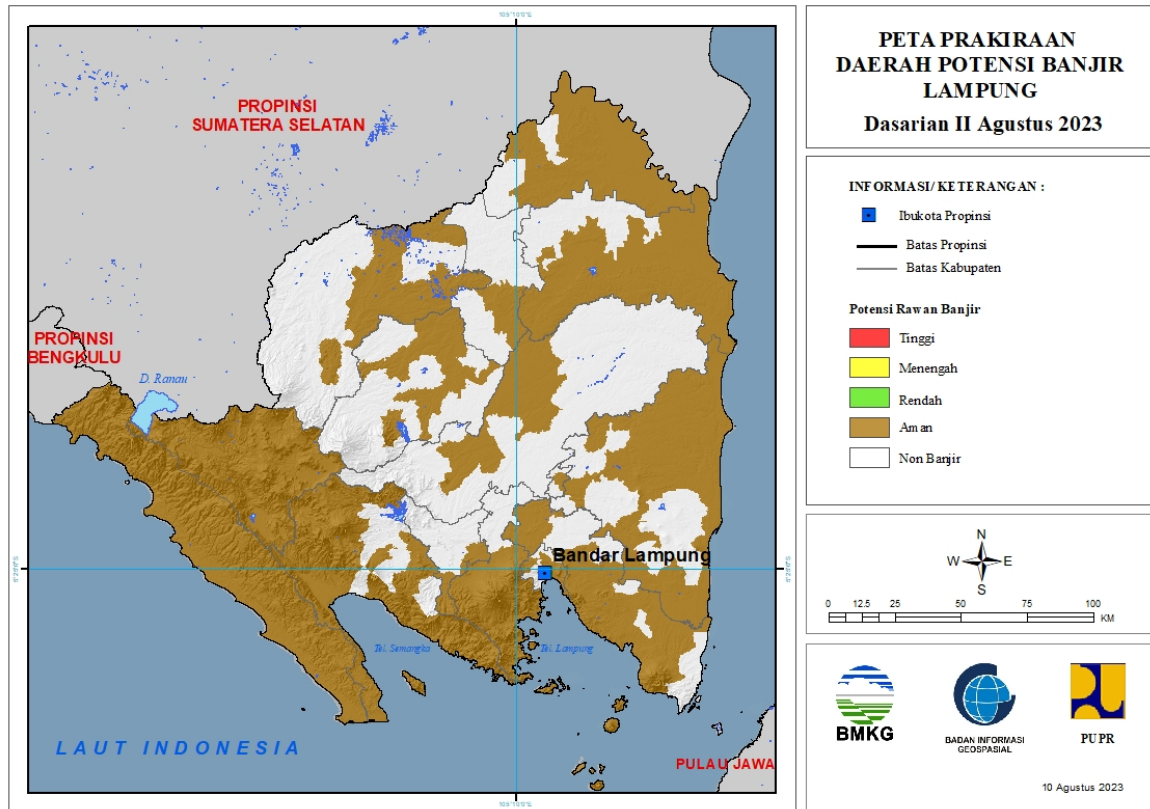 PETA PRAKIRAAN
DAERAH POTENSI BANJIR
LAMPUNG
Dasarian II Agustus 2023
PROPINSI
SUMATERA SELATAN
PROPINSI
BENGKULU
D. Ranau
Bandar Lampung
Tel. Semangka
Tel. Lampung
LAUT INDONESIA
PULAU JAWA
INFORMASI/ KETERANGAN :
Ibukota Propinsi
Batas Propinsi
Batas Kabupaten
Potensi Rawan Banjir
Tinggi
Menengah
Rendah
Aman
Non Banjir
N
W E
S
0 12.5 25 50 75 100
KM
BMKG
BADAN INFORMASI
GEOSPASIAL
PUPR
10 Agustus 2023